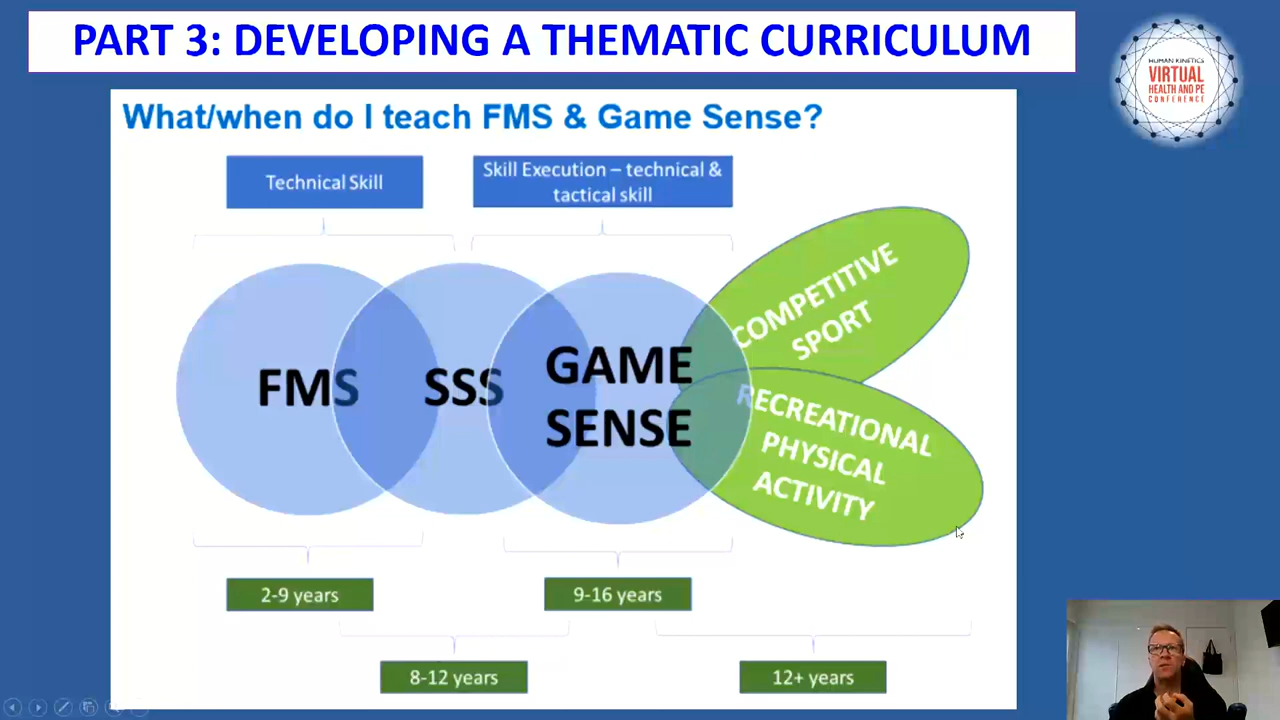 PART 3: DEVELOPING A THEMATIC CURRICULUM
HUMAN KINETICS
VIRTUAL
HEALTH AND PE
CONFERENCE
What/when do I teach FMS & Game Sense?
Technical Skill
Skill Execution – technical &
tactical skill
FMS
SSS
GAME
SENSE
COMPETITIVE
SPORT
RECREATIONAL
PHYSICAL
ACTIVITY
2-9 years
9-16 years
8-12 years
12+ years